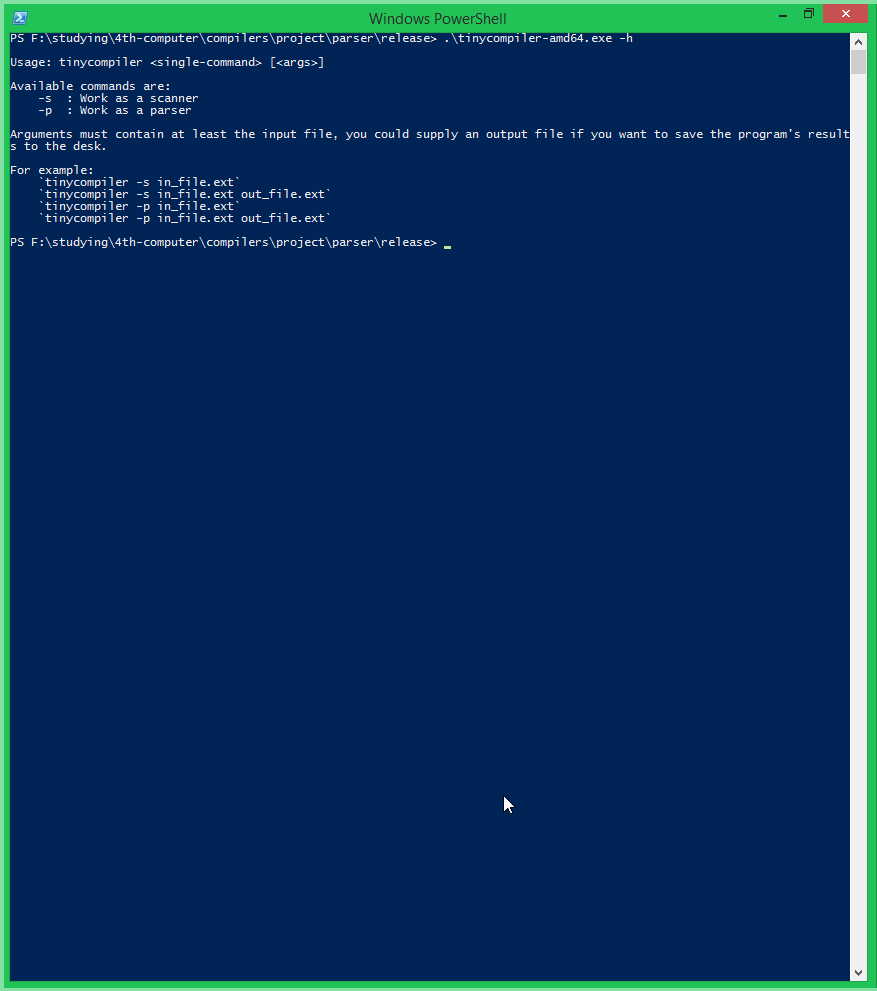 Windows PowerShell
PS F:\studying\4th-computer\compilers\project\parser\release> .\tinycompiler-amd64.exe -h
Usage: tinycompiler <single-command> [<args>]
Available commands are:
    -s  : Work as a scanner
    -p  : Work as a parser
Arguments must contain at least the input file, you could supply an output file if you want to save the program's result
s to the desk.
For example:
    `tinycompiler -s in_file.ext`
    `tinycompiler -s in_file.ext out_file.ext`
    `tinycompiler -p in_file.ext`
    `tinycompiler -p in_file.ext out_file.ext`
PS F:\studying\4th-computer\compilers\project\parser\release>